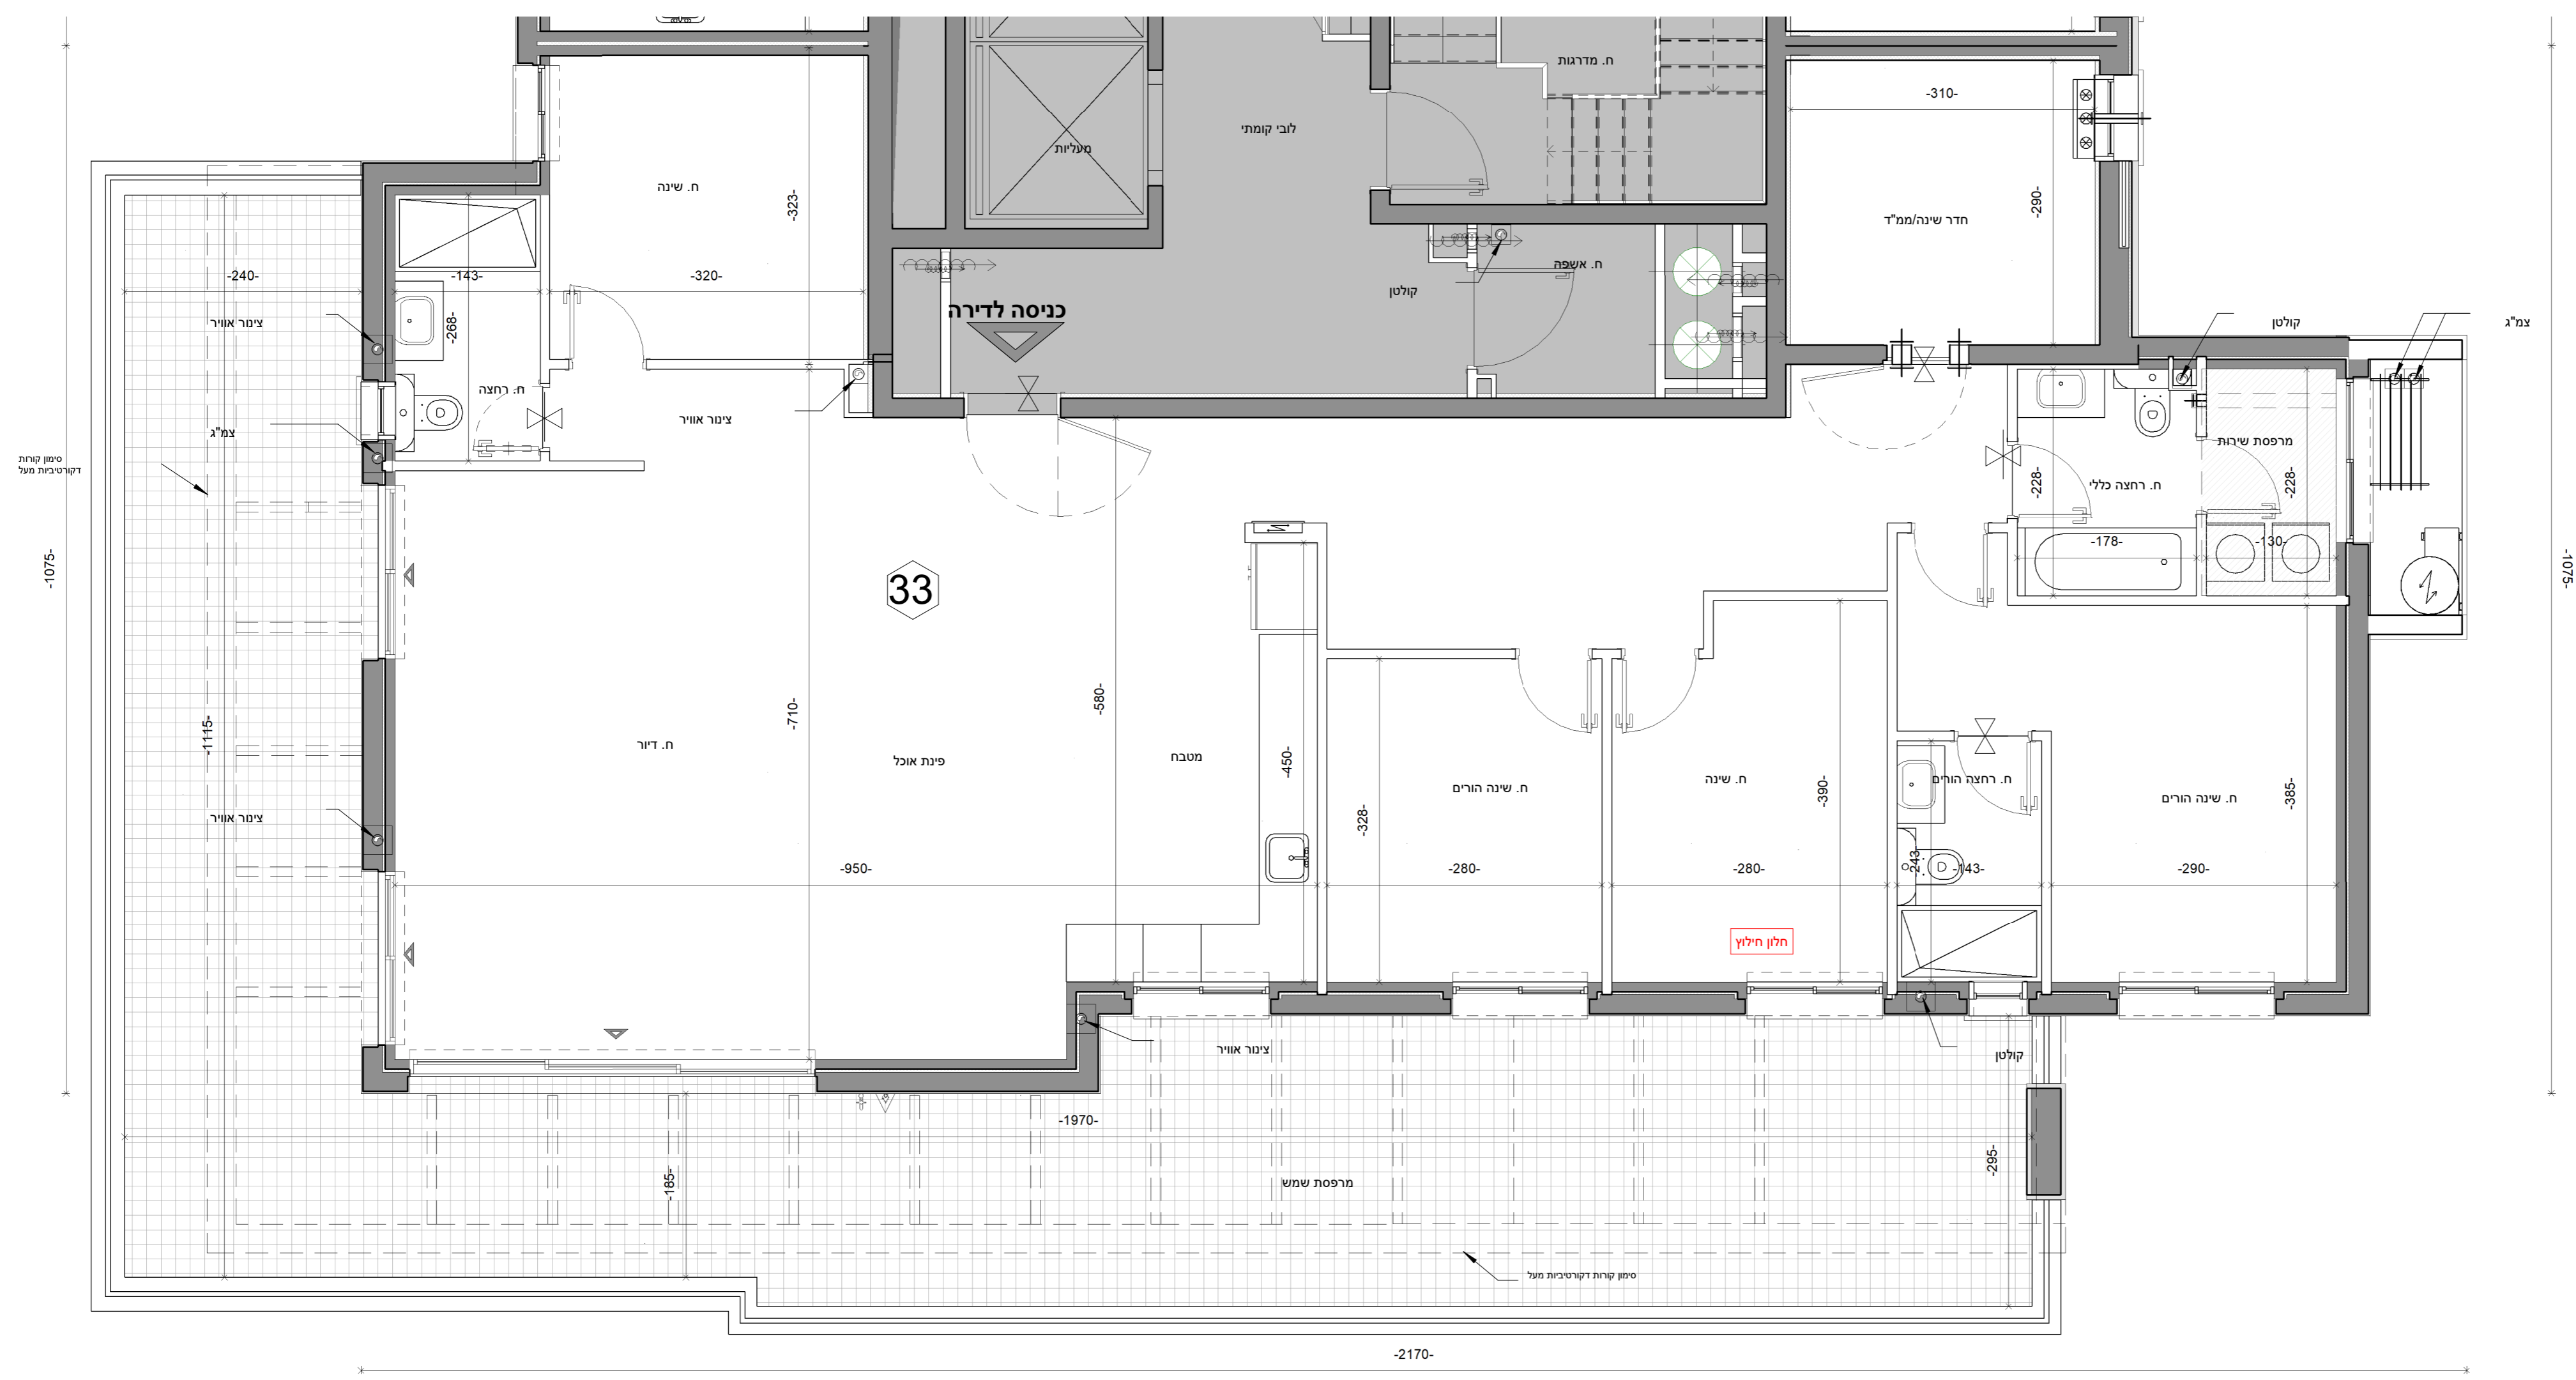 ח. מדרגות
-310-
לובי קומתי
מעליות
ח. שינה
-323-
-290-
חדר שינה/ממ"ד
-240-
-143-
-320-
ח. אשפה
קולטן
כניסה לדירה
צינור אוויר
-268-
קולטן
צמ"ג
ח. רחצה
צינור אוויר
צמ"ג
סימון קורות
דקורטיביות מעל
מרפסת שירות
-228-
ח. רחצה כללי
-228-
-178-
-130-
-1075-
-1075-
33
-1115-
-710-
-580-
-450-
ח. דיור
פינת אוכל
מטבח
ח. שינה הורים
-328-
ח. שינה
-390-
ח. רחצה הורים
ח. שינה הורים
-385-
צינור אוויר
-950-
-280-
-280-
-243-
-143-
-290-
חלון חילוץ
צינור אוויר
קולטן
-1970-
-185-
מרפסת שמש
-295-
סימון קורות דקורטיביות מעל
-2170-